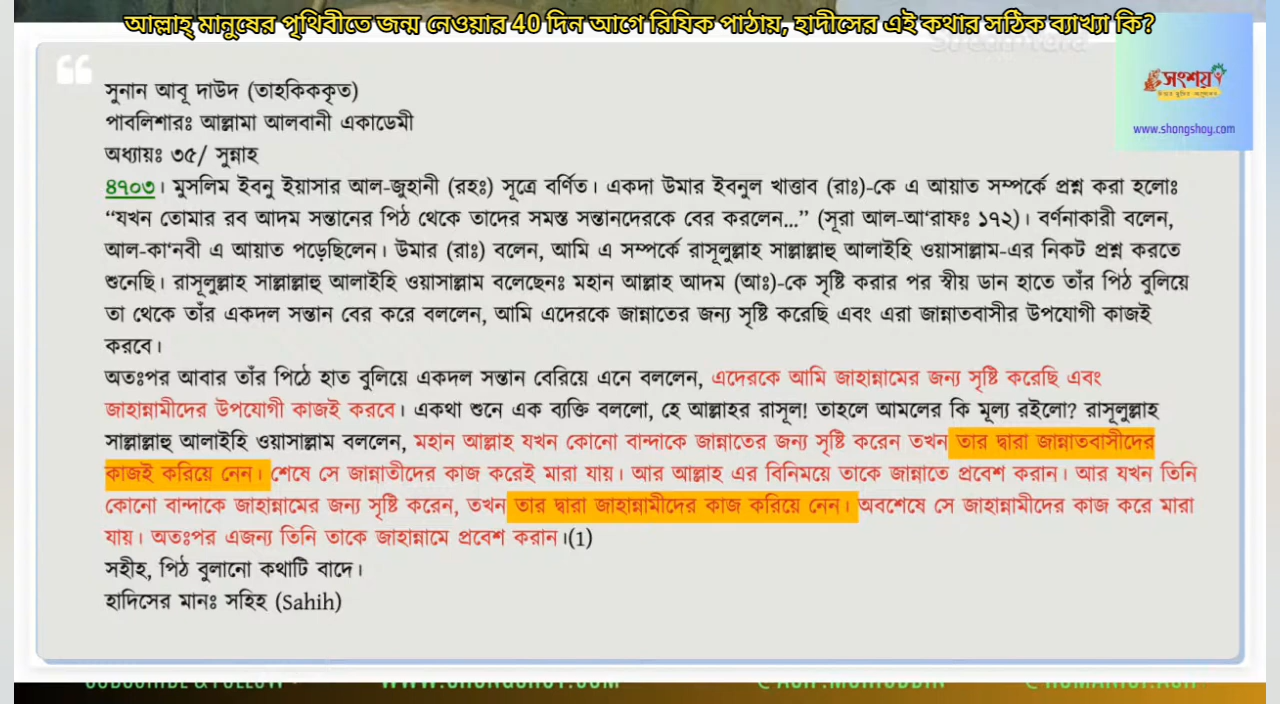 আল্লাহ্ মানুষের পৃথিবীতে জন্ম নেওয়ার 40 দিন আগে রিযিক পাঠায়, হাদীসের এই কথার সঠিক ব্যাখ্যা কি?
সংশয়
www.shongshoy.com
সুনান আবূ দাউদ (তাহকিককৃত)
পাবলিশারঃ আল্লামা আলবানী একাডেমী
অধ্যায়ঃ ৩৫/ সুন্নাহ
৪৭০৩। মুসলিম ইবনু ইয়াসার আল-জুহানী (রহঃ) সূত্রে বর্ণিত। একদা উমার ইবনুল খাত্তাব (রাঃ)-কে এ আয়াত সম্পর্কে প্রশ্ন করা হলোঃ
“যখন তোমার রব আদম সন্তানের পিঠ থেকে তাদের সমস্ত সন্তানদেরকে বের করলেন...” (সূরা আল-আ‘রাফঃ ১৭২)। বর্ণনাকারী বলেন,
আল-কা‘নবী এ আয়াত পড়েছিলেন। উমার (রাঃ) বলেন, আমি এ সম্পর্কে রাসূলুল্লাহ সাল্লাল্লাহু আলাইহি ওয়াসাল্লাম-এর নিকট প্রশ্ন করতে
শুনেছি। রাসূলুল্লাহ সাল্লাল্লাহু আলাইহি ওয়াসাল্লাম বলেছেনঃ মহান আল্লাহ আদম (আঃ)-কে সৃষ্টি করার পর স্বীয় ডান হাতে তাঁর পিঠ বুলিয়ে
তা থেকে তাঁর একদল সন্তান বের করে বললেন, আমি এদেরকে জান্নাতের জন্য সৃষ্টি করেছি এবং এরা জান্নাতবাসীর উপযোগী কাজই
করবে।
অতঃপর আবার তাঁর পিঠে হাত বুলিয়ে একদল সন্তান বেরিয়ে এনে বললেন, এদেরকে আমি জাহান্নামের জন্য সৃষ্টি করেছি এবং
জাহান্নামীদের উপযোগী কাজই করবে। একথা শুনে এক ব্যক্তি বললো, হে আল্লাহর রাসূল! তাহলে আমলের কি মূল্য রইলো? রাসূলুল্লাহ
সাল্লাল্লাহু আলাইহি ওয়াসাল্লাম বললেন, মহান আল্লাহ যখন কোনো বান্দাকে জান্নাতের জন্য সৃষ্টি করেন তখন তার দ্বারা জান্নাতবাসীদের
কাজই করিয়ে নেন। শেষে সে জান্নাতীদের কাজ করেই মারা যায়। আর আল্লাহ এর বিনিময়ে তাকে জান্নাতে প্রবেশ করান। আর যখন তিনি
কোনো বান্দাকে জাহান্নামের জন্য সৃষ্টি করেন, তখন তার দ্বারা জাহান্নামীদের কাজ করিয়ে নেন। অবশেষে সে জাহান্নামীদের কাজ করে মারা
যায়। অতঃপর এজন্য তিনি তাকে জাহান্নামে প্রবেশ করান।(1)
সহীহ, পিঠ বুলানো কথাটি বাদে।
হাদিসের মানঃ সহিহ (Sahih)